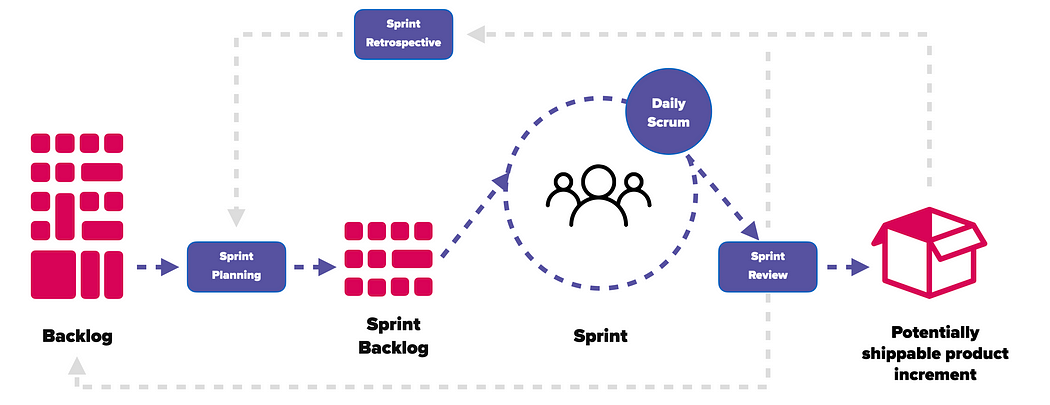 Sprint
Retrospective
Daily
Scrum
Sprint
Planning
Sprint
Review
Backlog
Sprint
Backlog
Sprint
Potentially
shippable product
increment